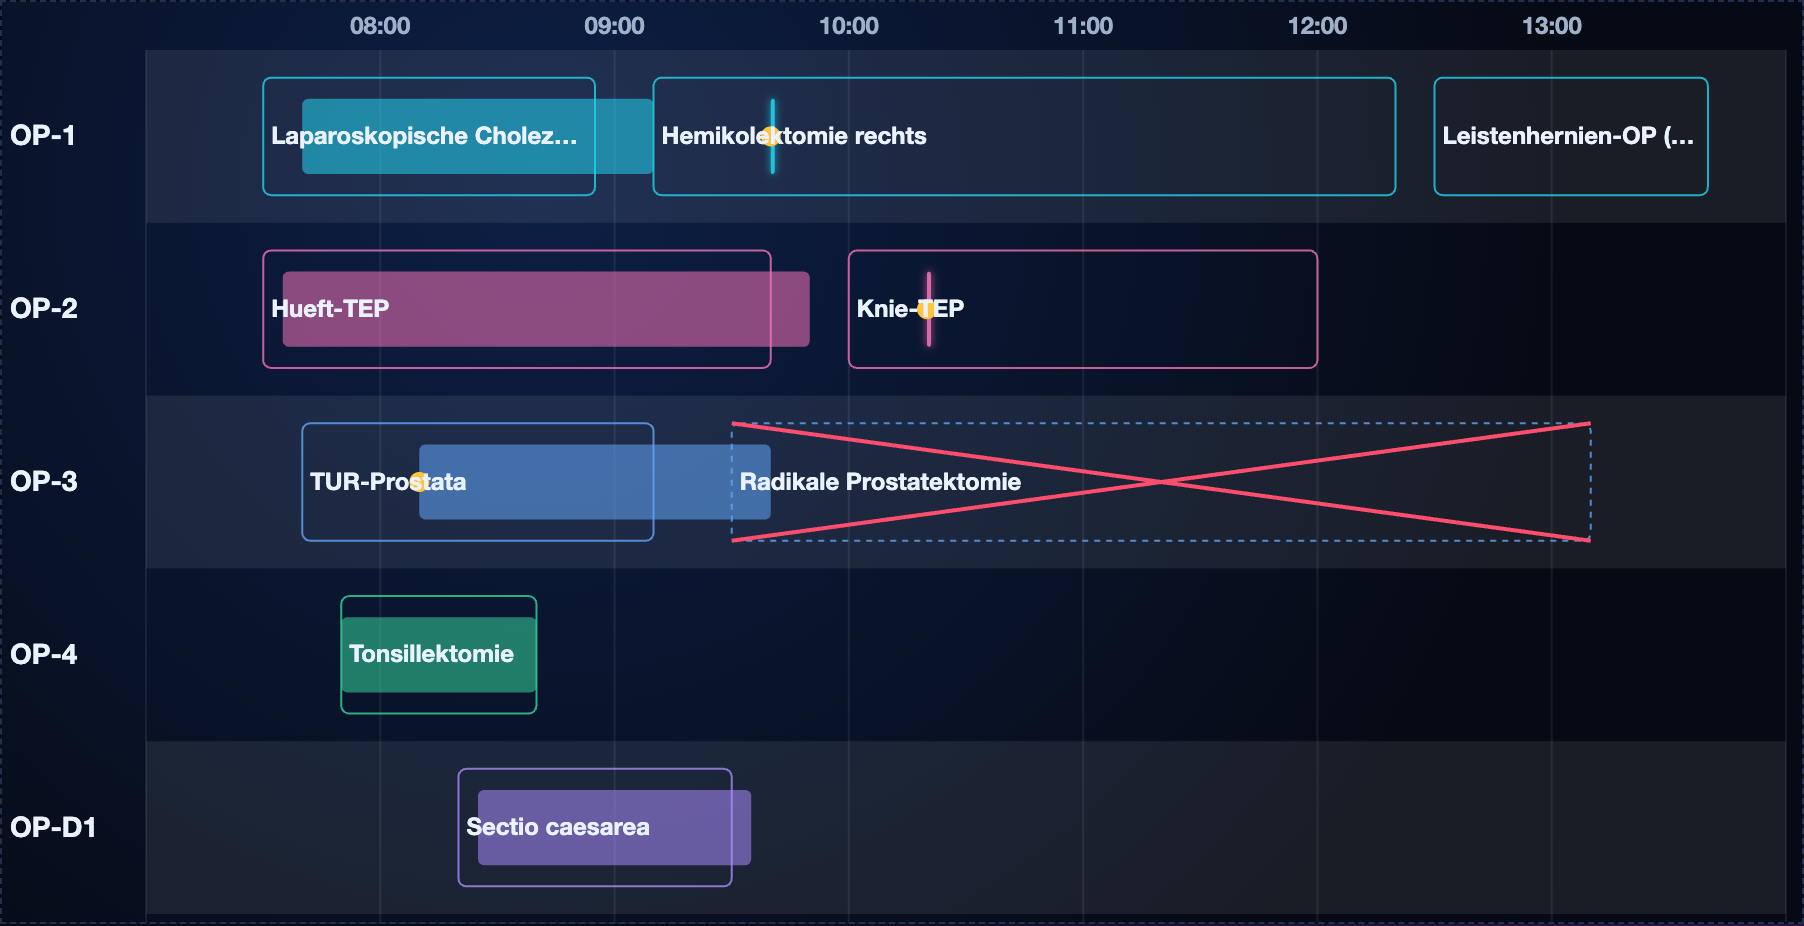 08:00 09:00 10:00 11:00 12:00 13:00
OP-1 Laparoskopische Cholez... Hemikolektomie rechts Leistenhernien-OP (...
OP-2 Hueft-TEP Knie-TEP
OP-3 TUR-Prostata Radikale Prostatektomie
OP-4 Tonsillektomie
OP-D1 Sectio caesarea